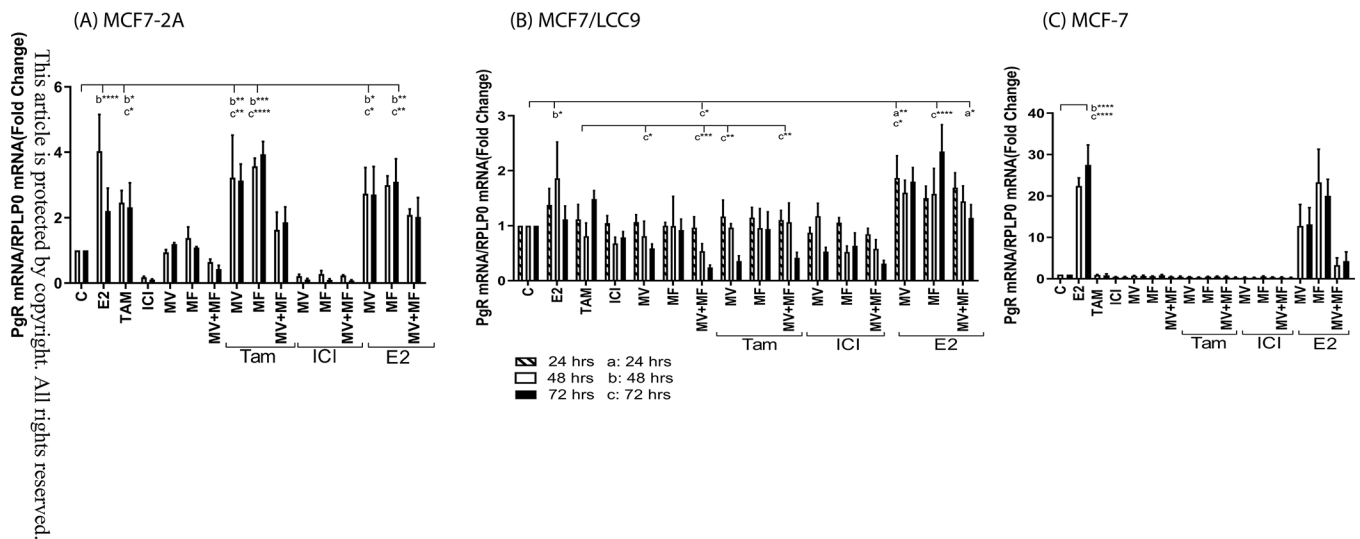 (A) MCF7-2A
(B) MCF7/LCC9
(C) MCF-7
This article is protected by copyright. All rights reserved.
PgR mRNA/RPLP0 mRNA(Fold Change)
6
4
2
0
b****
b*
c**
b**
c**
b***
c****
b*
c*
b**
c**
C
E2
TAM
ICI
MV
MF
MV+MF
MV
MF
MV+MF
MV
MF
MV+MF
MV
MF
MV+MF
Tam
ICI
E2
PgR mRNA/RPLP0 mRNA(Fold Change)
3
2
1
0
b*
c*
a**
c*
c****
a*
c*
c***
c**
c**
C
E2
TAM
ICI
MV
MF
MV+MF
MV
MF
MV+MF
MV
MF
MV+MF
MV
MF
MV+MF
Tam
ICI
E2
24 hrs a: 24 hrs
48 hrs b: 48 hrs
72 hrs c: 72 hrs
PgR mRNA/RPLP0 mRNA(Fold Change)
40
30
20
10
0
b****
c****
C
E2
TAM
ICI
MV
MF
MV+MF
MV
MF
MV+MF
MV
MF
MV+MF
MV
MF
MV+MF
Tam
ICI
E2